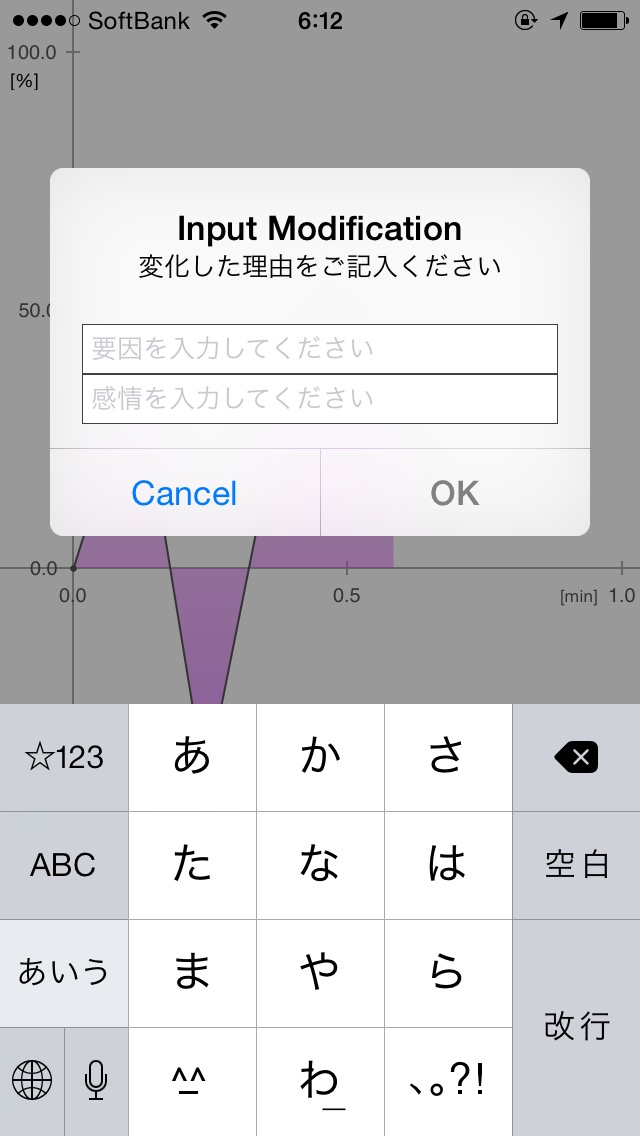 SoftBank 6:12
100.0
[%]
Input Modification
変化した理由をご記入ください
50.0
要因を入力してください
感情を入力してください
Cancel OK
0.0
0.0 0.5 [min] 1.0
☆123 あ か さ
ABC た な は 空白
あいう ま や ら
改行
^_^ わ_ 、。?!